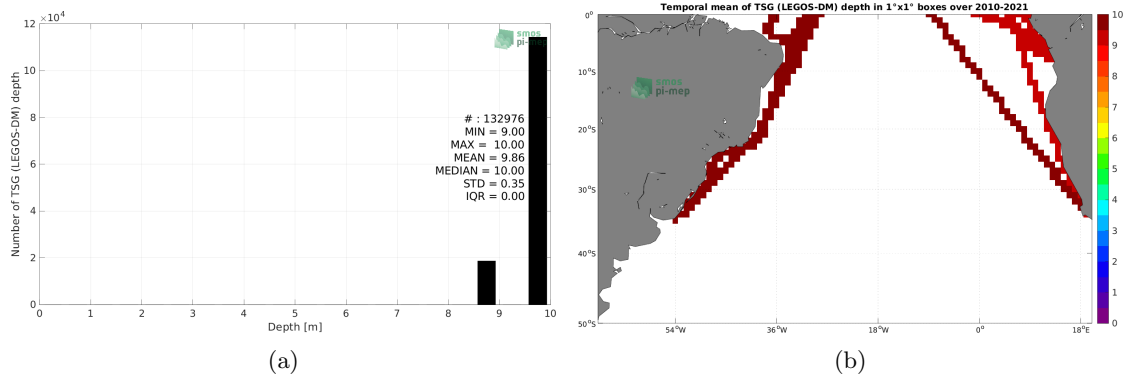 ×10⁴
12
10
8
6
4
2
0
Number of TSG (LEGOS-DM) depth
smos
pi-mep
# : 132976
MIN = 9.00
MAX = 10.00
MEAN = 9.86
MEDIAN = 10.00
STD = 0.35
IQR = 0.00
0 1 2 3 4 5 6 7 8 9 10
Depth [m]
(a)
Temporal mean of TSG (LEGOS-DM) depth in 1°x1° boxes over 2010-2021
0°
10°S
20°S
30°S
40°S
50°S
smos
pi-mep
54°W 36°W 18°W 0° 18°E
10
9
8
7
6
5
4
3
2
1
0
(b)